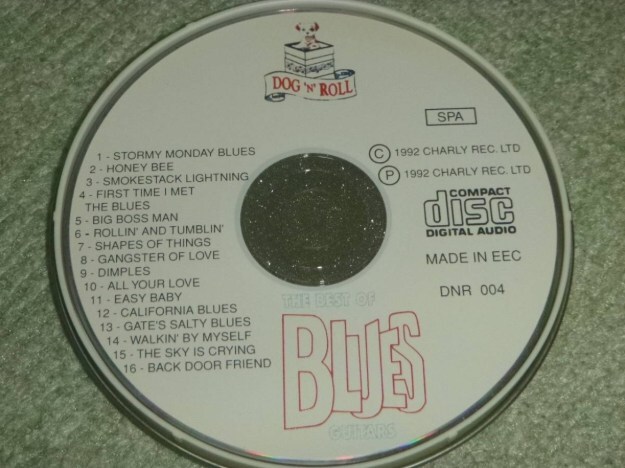 DOG 'N' ROLL
SPA
1 - STORMY MONDAY BLUES
2 - HONEY BEE
3 - SMOKESTACK LIGHTNING
4 - FIRST TIME I MET
THE BLUES
5 - BIG BOSS MAN
6 - ROLLIN' AND TUMBLIN'
7 - SHAPES OF THINGS
8 - GANGSTER OF LOVE
9 - DIMPLES
10 - ALL YOUR LOVE
11 - EASY BABY
12 - CALIFORNIA BLUES
13 - GATE'S SALTY BLUES
14 - WALKIN' BY MYSELF
15 - THE SKY IS CRYING
16 - BACK DOOR FRIEND
Ⓒ 1992 CHARLY REC. LTD
Ⓟ 1992 CHARLY REC. LTD
COMPACT
disc
DIGITAL AUDIO
MADE IN EEC
DNR 004
THE BEST OF
BLUES
GUITARS